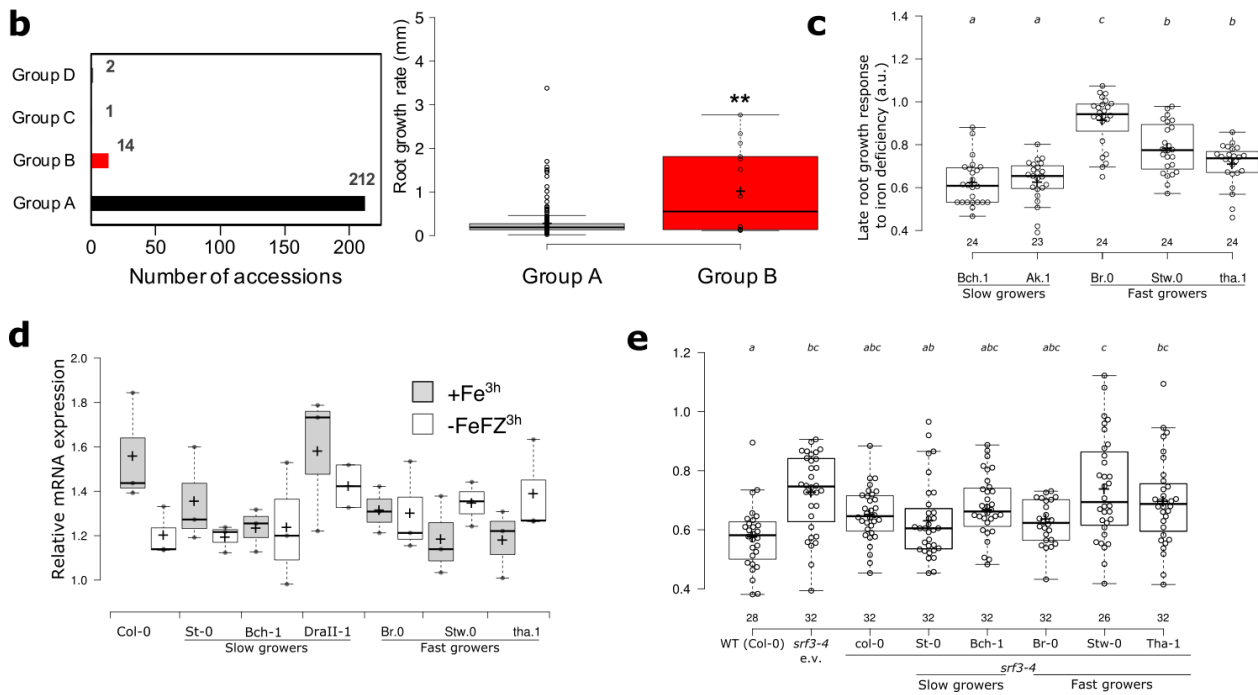 b
Group D
Group C
Group B
Group A
2
1
14
212
0 50 100 150 200
Number of accessions
Root growth rate (mm)
5
4
3
2
1
0
**
Group A Group B
c
Late root growth response
to iron deficiency (a.u.)
1.4
1.2
1.0
0.8
0.6
0.4
a a c b b
24 23 24 24 24
Bch.1 Ak.1 Br.0 Stw.0 tha.1
Slow growers Fast growers
d
Relative mRNA expression
2.0
1.8
1.6
1.4
1.2
1.0
+Fe3h
-FeFZ3h
Col-0 St-0 Bch-1 DraII-1 Br.0 Stw.0 tha.1
Slow growers Fast growers
e
1.2
1.0
0.8
0.6
0.4
a bc abc ab abc abc c bc
28 32 32 32 32 32 26 32
WT (Col-0) srf3-4 col-0 St-0 Bch-1 Br-0 Stw-0 Tha-1
e.v.
srf3-4
Slow growers Fast growers